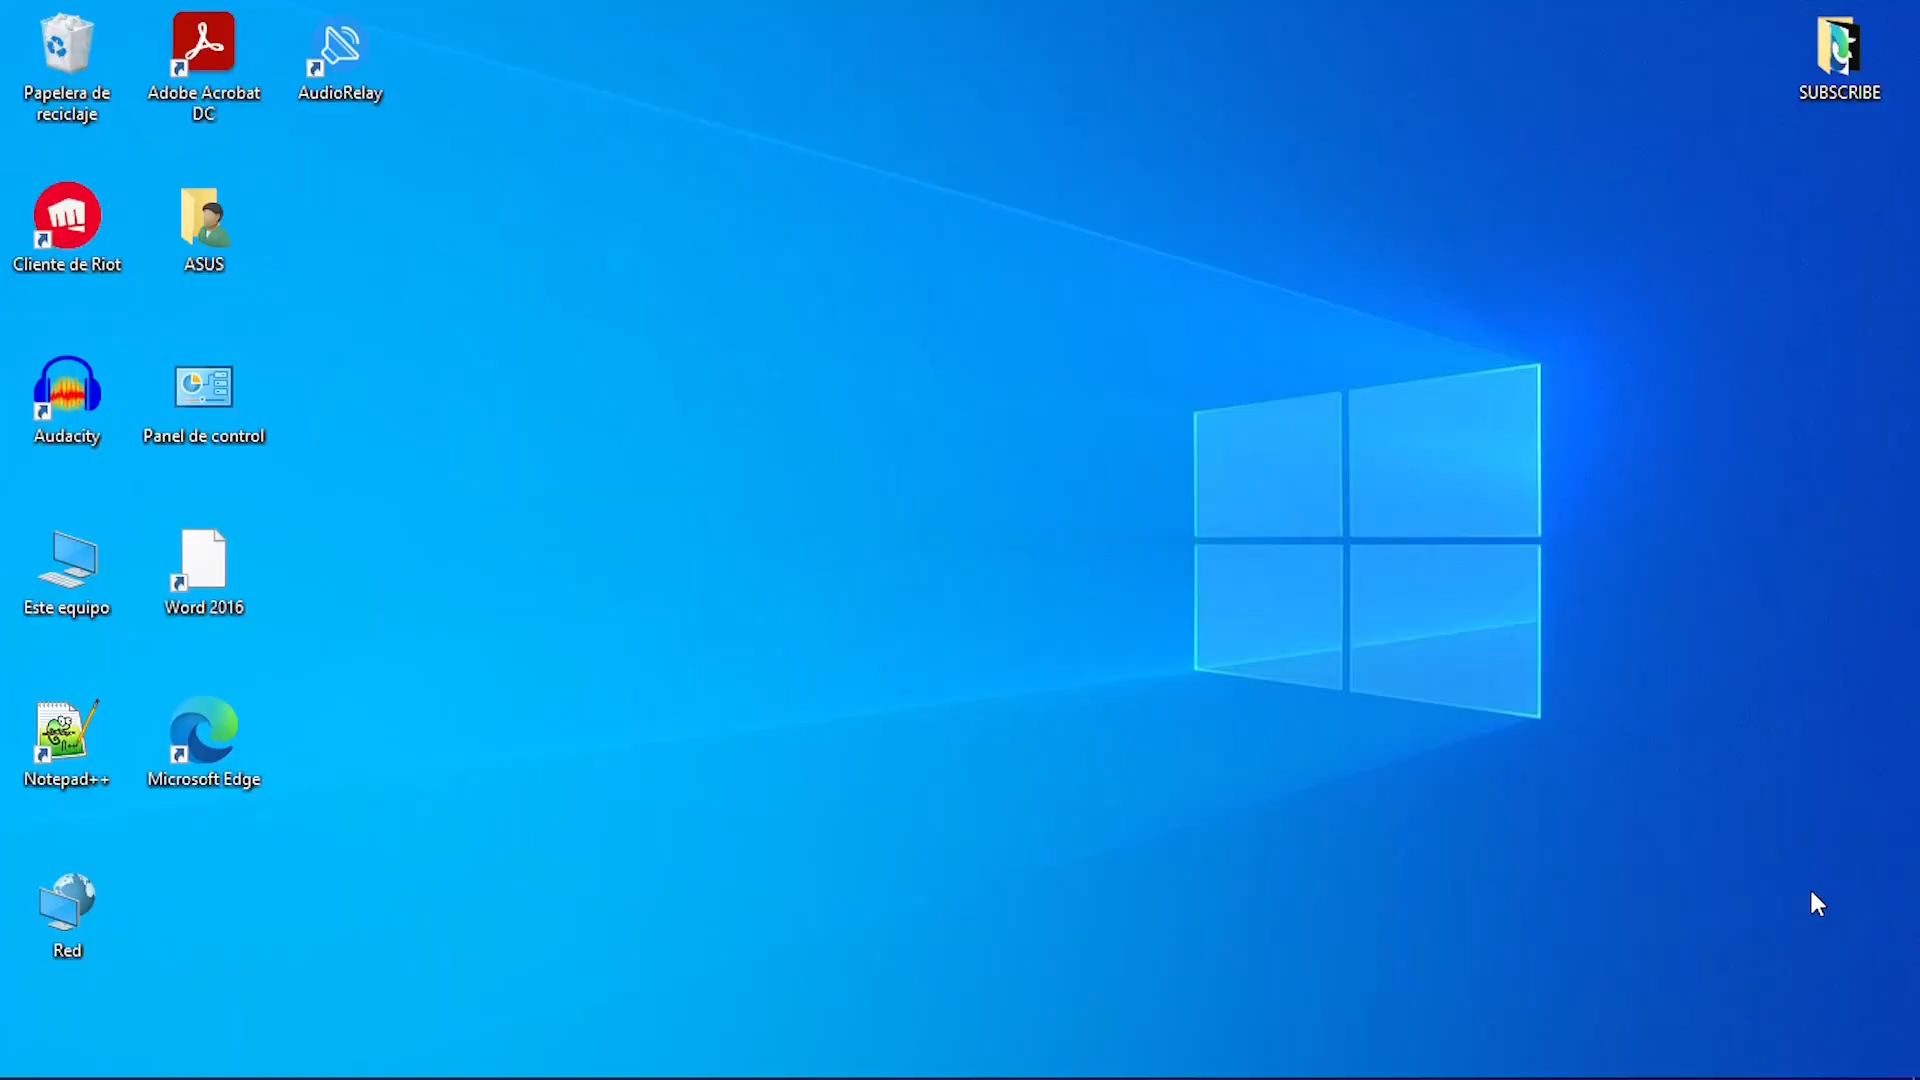 Papelera de
reciclaje
Adobe Acrobat
DC
AudioRelay
SUBSCRIBE
Cliente de Riot
ASUS
Audacity
Panel de control
Este equipo
Word 2016
Notepad++
Microsoft Edge
Red